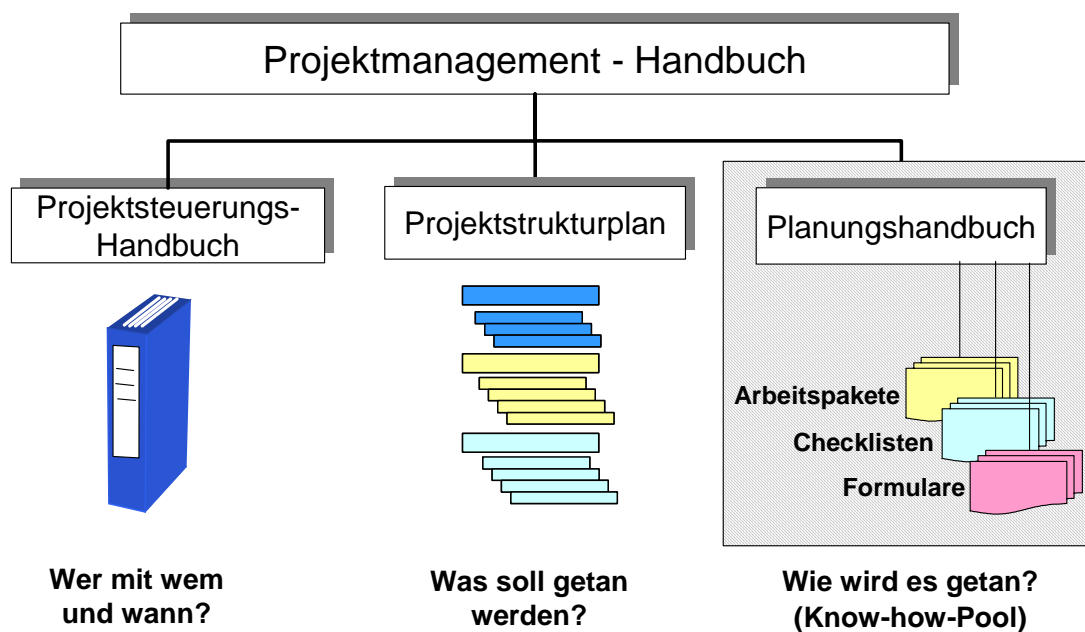 Projektmanagement - Handbuch
Projektsteuerungs-
Handbuch
Projektstrukturplan
Planungshandbuch
Arbeitspakete
Checklisten
Formulare
Wer mit wem
und wann?
Was soll getan
werden?
Wie wird es getan?
(Know-how-Pool)